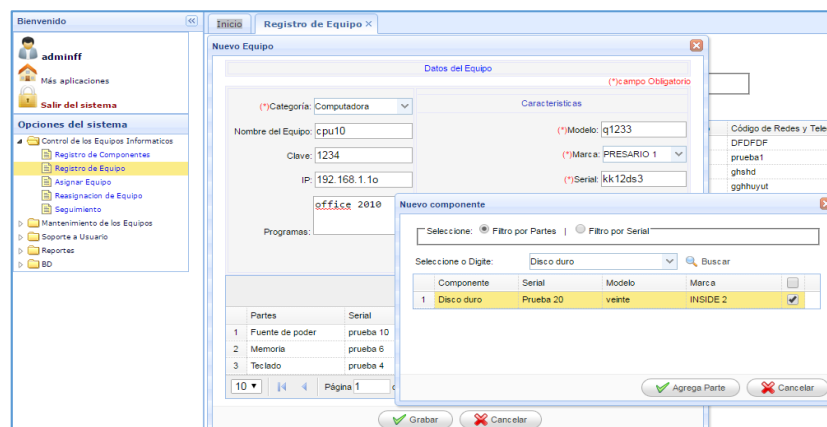 Bienvenido
adminff
Más aplicaciones
Salir del sistema
Opciones del sistema
Control de los Equipos Informaticos
Registro de Componentes
Registro de Equipo
Asignar Equipo
Reasignacion de Equipo
Seguimiento
Mantenimiento de los Equipos
Soporte a Usuario
Reportes
BD
Inicio Registro de Equipo
Nuevo Equipo
Datos del Equipo
(*)campo Obligatorio
(*)Categoría: Computadora
Nombre del Equipo: cpu10
Clave: 1234
IP: 192.168.1.1o
Programas: office 2010
Características
(*)Modelo: q1233
(*)Marca: PRESARIO 1
(*)Serial: kk12ds3
Partes Serial
1 Fuente de poder prueba 10
2 Memoria prueba 6
3 Teclado prueba 4
10 Página 1
Grabar Cancelar
Nuevo componente
Seleccione: Filtro por Partes | Filtro por Serial
Seleccione o Digite: Disco duro Buscar
Componente Serial Modelo Marca
1 Disco duro Prueba 20 veinte INSIDE 2
Agrega Parte Cancelar
Código de Redes y Tele
DFDFDF
prueba1
ghshd
gghhuyut